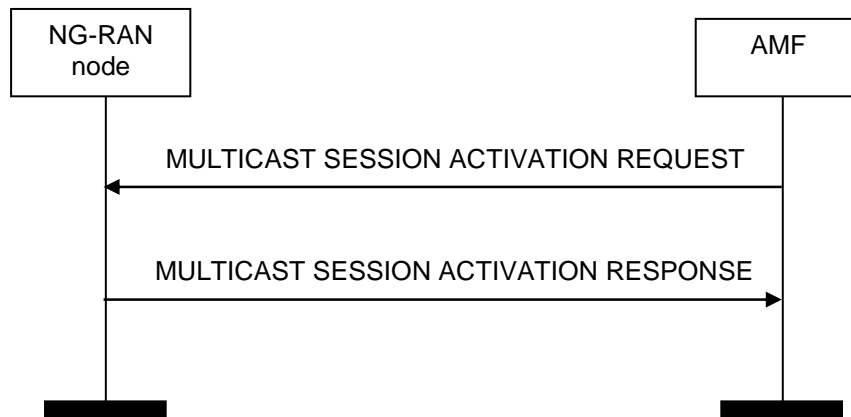 NG-RAN
node
AMF
MULTICAST SESSION ACTIVATION REQUEST
MULTICAST SESSION ACTIVATION RESPONSE